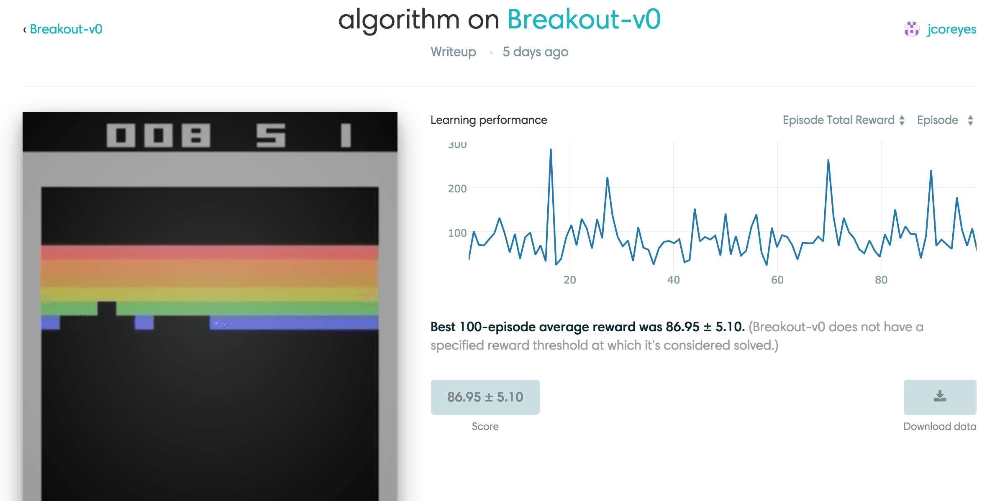 algorithm on Breakout-v0
‹ Breakout-v0
jcoreyes
Writeup • 5 days ago
008 5 1
Learning performance
Episode Total Reward
Episode
300
200
100
20 40 60 80
Best 100-episode average reward was 86.95 ± 5.10. (Breakout-v0 does not have a
specified reward threshold at which it's considered solved.)
86.95 ± 5.10
Score
Download data